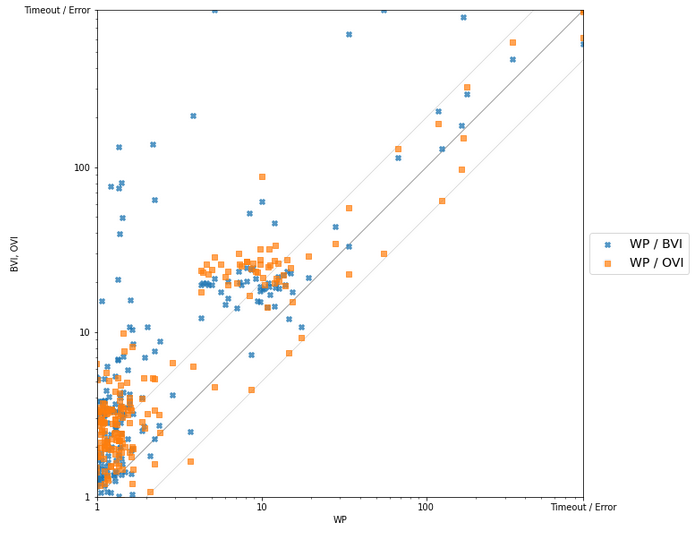 Timeout / Error
100
10
1
BVI, OVI
1
10
100
Timeout / Error
WP
WP / BVI
WP / OVI